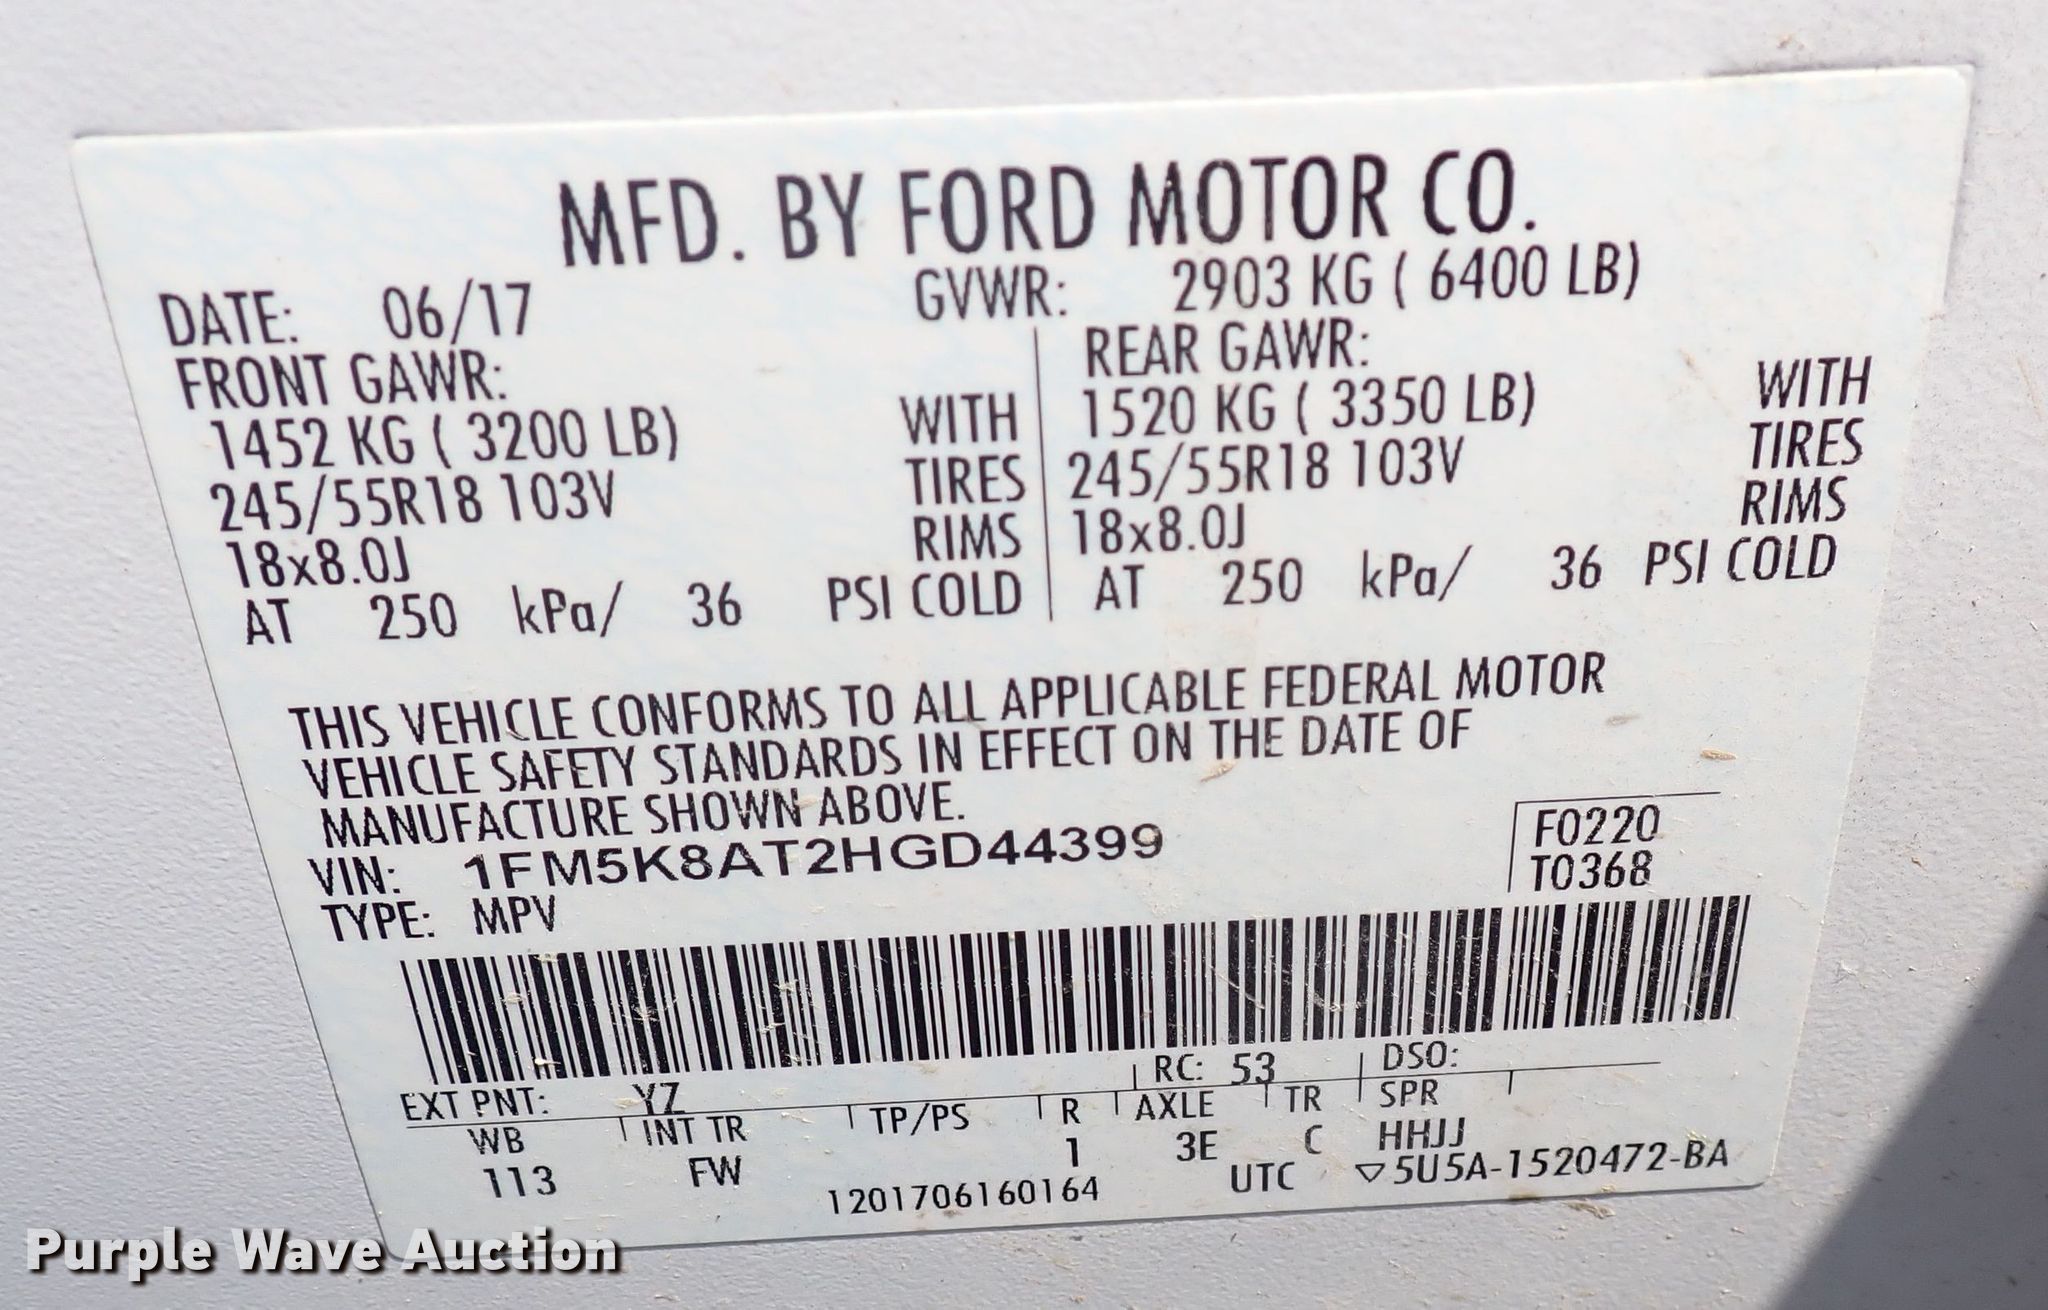 MFD. BY FORD MOTOR CO.
DATE: 06/17 GVWR: 2903 KG ( 6400 LB)
FRONT GAWR: REAR GAWR:
1452 KG ( 3200 LB) WITH 1520 KG ( 3350 LB) WITH
245/55R18 103V TIRES 245/55R18 103V TIRES
18x8.0J RIMS 18x8.0J RIMS
AT 250 kPa/ 36 PSI COLD AT 250 kPa/ 36 PSI COLD
THIS VEHICLE CONFORMS TO ALL APPLICABLE FEDERAL MOTOR
VEHICLE SAFETY STANDARDS IN EFFECT ON THE DATE OF
MANUFACTURE SHOWN ABOVE.
VIN: 1FM5K8AT2HGD44399 F0220
TYPE: MPV T0368
EXT PNT: YZ RC: 53 DSO:
WB INT TR TP/PS R AXLE TR SPR
113 FW 1 3E C HHJJ
1201706160164 UTC ▽5U5A-1520472-BA
Purple Wave Auction